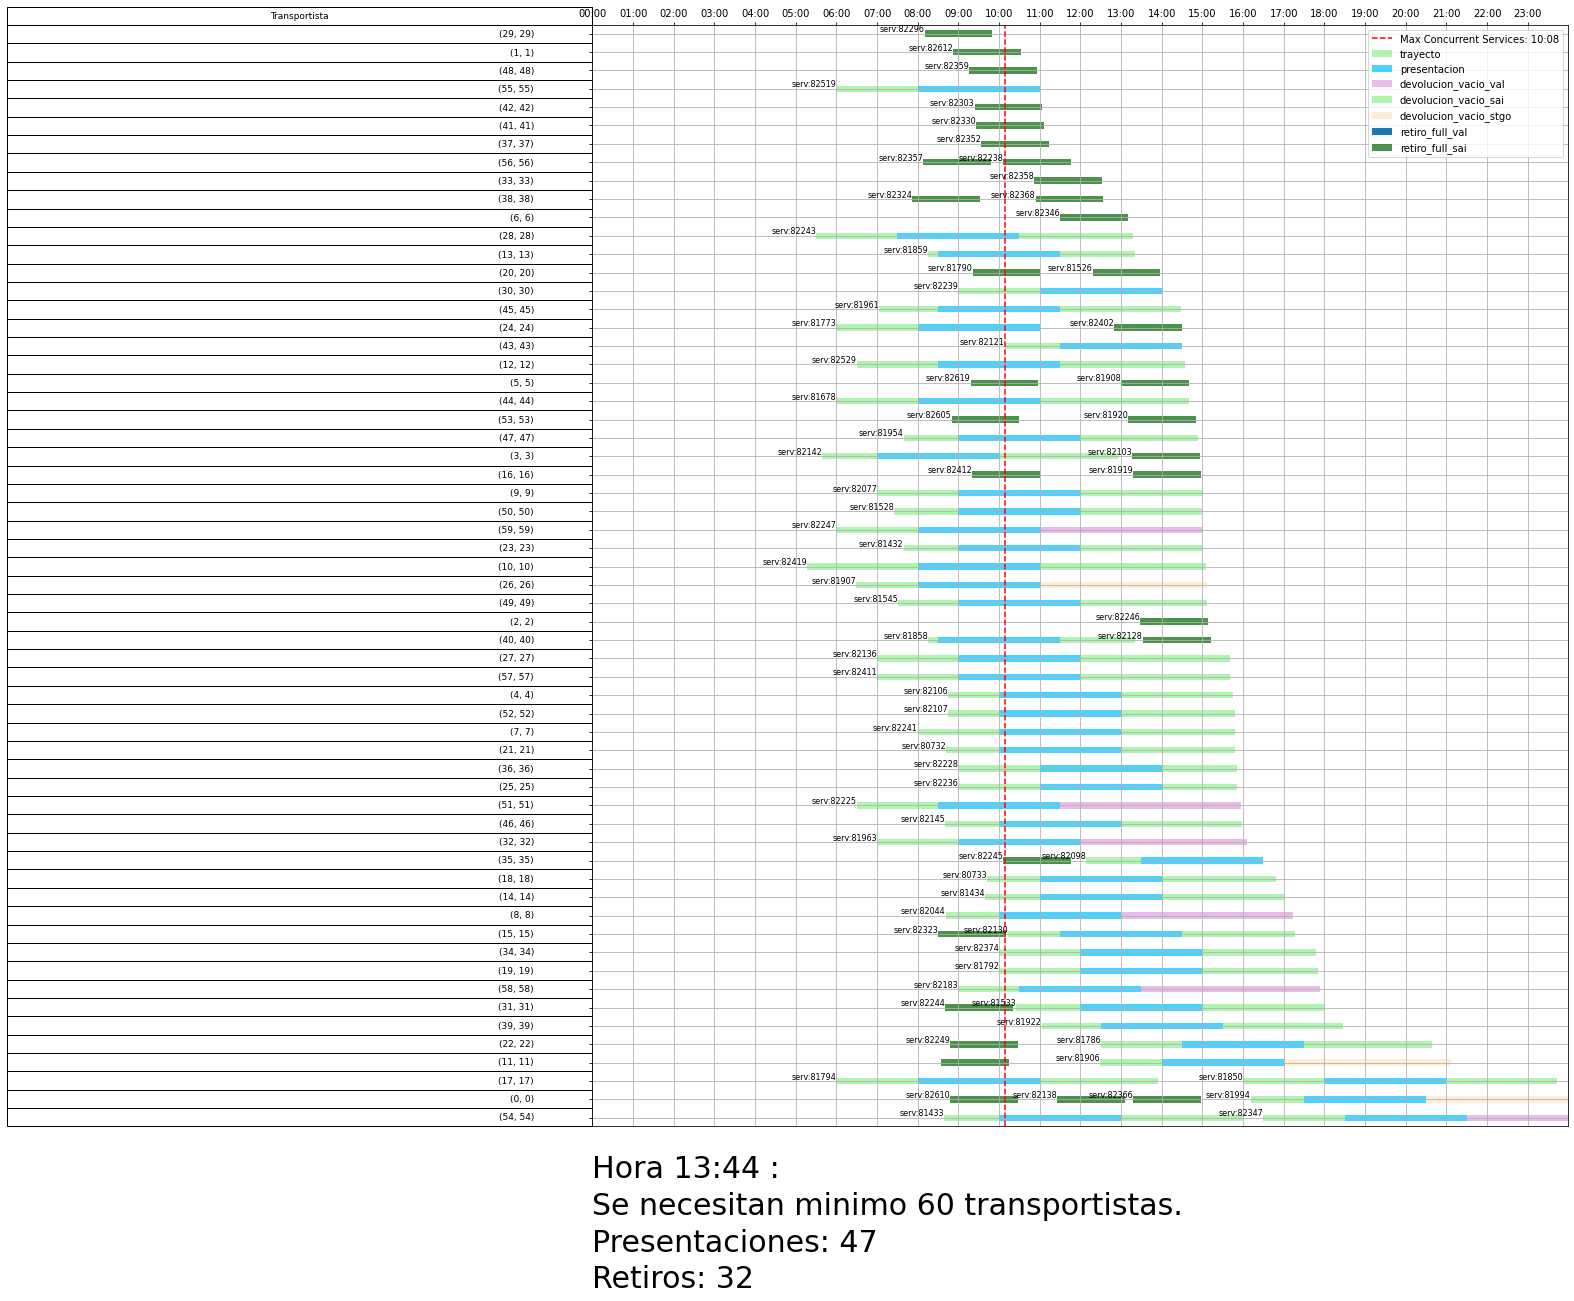 Transportista 00:00 01:00 02:00 03:00 04:00 05:00 06:00 07:00 08:00 09:00 10:00 11:00 12:00 13:00 14:00 15:00 16:00 17:00 18:00 19:00 20:00 21:00 22:00 23:00
Max Concurrent Services: 10:08
trayecto
presentacion
devolucion_vacio_val
devolucion_vacio_sai
devolucion_vacio_stgo
retiro_full_val
retiro_full_sai
(29, 29) serv:82296
(1, 1) serv:82612
(48, 48) serv:82359
(55, 55) serv:82519
(42, 42) serv:82303
(41, 41) serv:82330
(37, 37) serv:82352
(56, 56) serv:82357 serv:82238
(33, 33) serv:82358
(38, 38) serv:82324 serv:82368
(6, 6) serv:82346
(28, 28) serv:82243
(13, 13) serv:81859
(20, 20) serv:81790 serv:81526
(30, 30) serv:82239
(45, 45) serv:81961
(24, 24) serv:81773 serv:82402
(43, 43) serv:82121
(12, 12) serv:82529
(5, 5) serv:82619 serv:81908
(44, 44) serv:81678
(53, 53) serv:82605 serv:81920
(47, 47) serv:81954
(3, 3) serv:82142 serv:82103
(16, 16) serv:82412 serv:81919
(9, 9) serv:82077
(50, 50) serv:81528
(59, 59) serv:82247
(23, 23) serv:81432
(10, 10) serv:82419
(26, 26) serv:81907
(49, 49) serv:81545
(2, 2) serv:82246
(40, 40) serv:81858 serv:82128
(27, 27) serv:82136
(57, 57) serv:82411
(4, 4) serv:82106
(52, 52) serv:82107
(7, 7) serv:82241
(21, 21) serv:80732
(36, 36) serv:82228
(25, 25) serv:82236
(51, 51) serv:82225
(46, 46) serv:82145
(32, 32) serv:81963
(35, 35) serv:82245 serv:82098
(18, 18) serv:80733
(14, 14) serv:81434
(8, 8) serv:82044
(15, 15) serv:82323 serv:82130
(34, 34) serv:82374
(19, 19) serv:81792
(58, 58) serv:82183
(31, 31) serv:82244 serv:81533
(39, 39) serv:81922
(22, 22) serv:82249 serv:81786
(11, 11) serv:81906
(17, 17) serv:81794 serv:81850
(0, 0) serv:82610 serv:82138 serv:82366 serv:81994
(54, 54) serv:81433 serv:82347
Hora 13:44 :
Se necesitan minimo 60 transportistas.
Presentaciones: 47
Retiros: 32